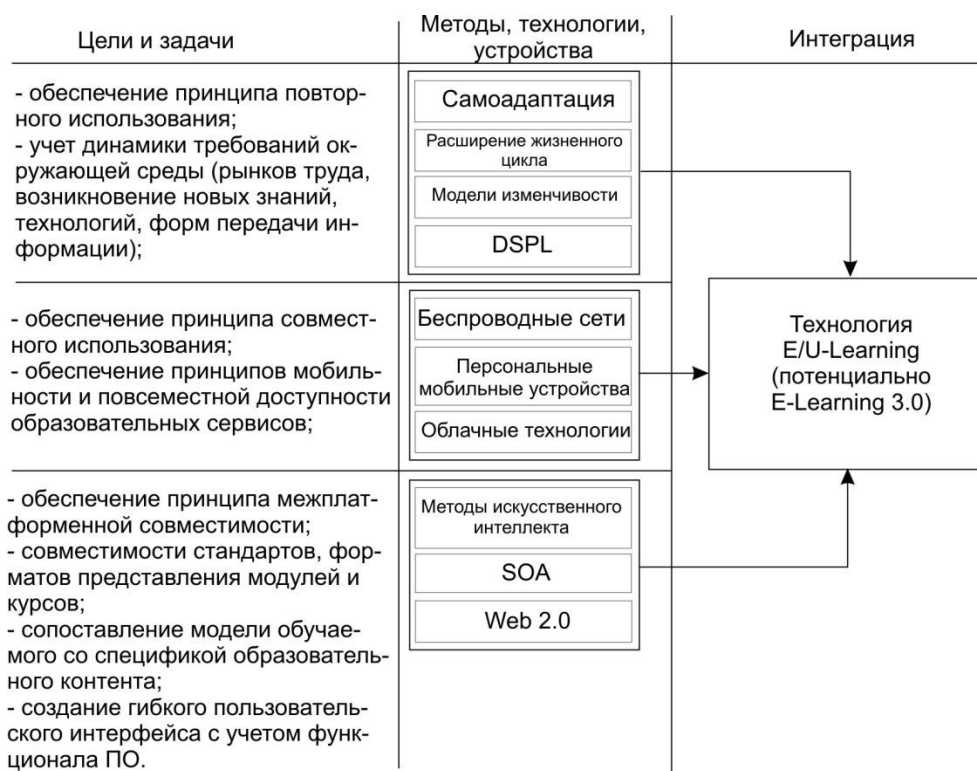 Цели и задачи
Методы, технологии,
устройства
Интеграция
- обеспечение принципа повтор-
ного использования;
- учет динамики требований ок-
ружающей среды (рынков труда,
возникновение новых знаний,
технологий, форм передачи ин-
формации);
Самоадаптация
Расширение жизненного
цикла
Модели изменчивости
DSPL
- обеспечение принципа совмест-
ного использования;
- обеспечение принципов мобиль-
ности и повсеместной доступности
образовательных сервисов;
Беспроводные сети
Персональные
мобильные устройства
Облачные технологии
Технология
E/U-Learning
(потенциально
E-Learning 3.0)
- обеспечение принципа межплат-
форменной совместимости;
- совместимости стандартов, фор-
матов представления модулей и
курсов;
- сопоставление модели обучае-
мого со спецификой образователь-
ного контента;
- создание гибкого пользователь-
ского интерфейса с учетом функ-
ционала ПО.
Методы искусственного
интеллекта
SOA
Web 2.0